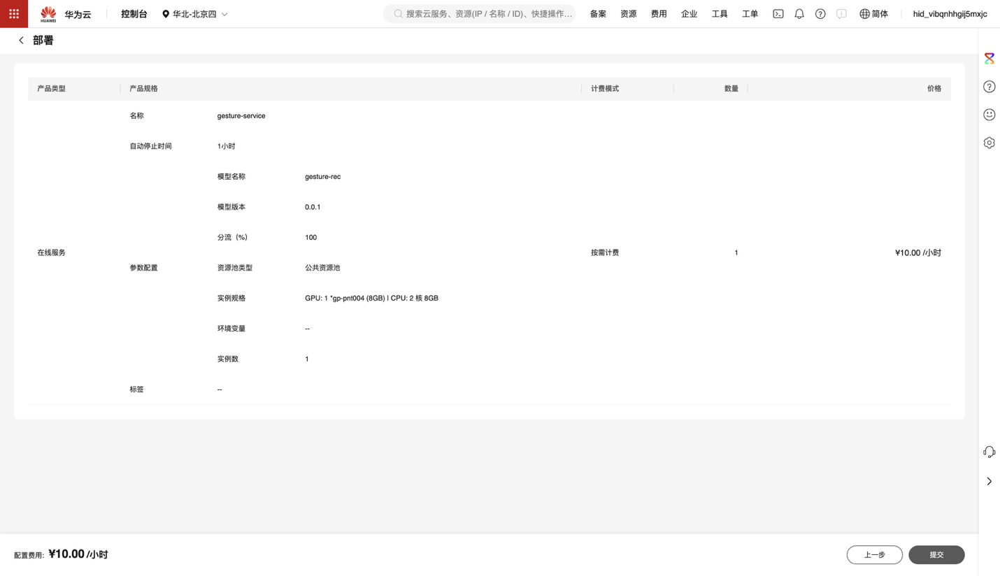 HUAWEI
华为云
控制台
华北-北京四
搜索云服务、资源(IP / 名称 / ID)、快捷操作…
备案
资源
费用
企业
工具
工单
简体
hid_vibqnhhgij5mxjc
部署
产品类型
产品规格
计费模式
数量
价格
名称
gesture-service
自动停止时间
1小时
模型名称
gesture-rec
模型版本
0.0.1
分流（%）
100
在线服务
按需计费
1
¥10.00 /小时
参数配置
资源池类型
公共资源池
实例规格
GPU: 1 *gp-pnt004 (8GB) | CPU: 2 核 8GB
环境变量
--
实例数
1
标签
--
配置费用: ¥10.00 /小时
上一步
提交